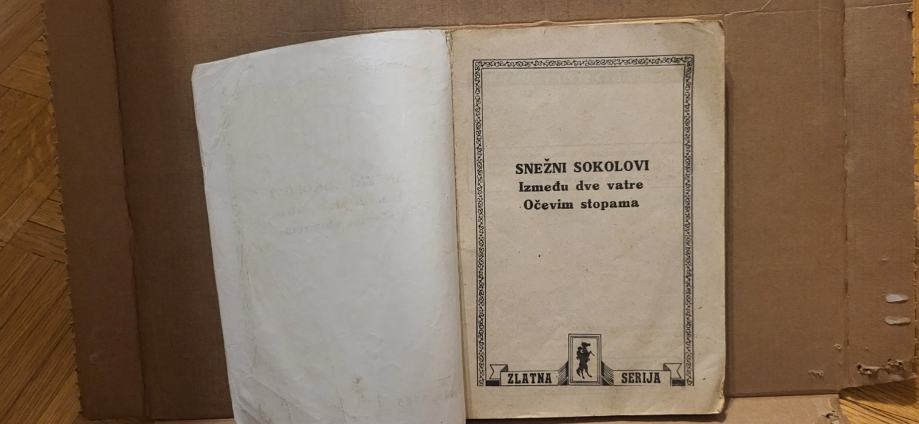 SNEŽNI SOKOLOVI
Između dve vatre
Očevim stopama
ZLATNA SERIJA